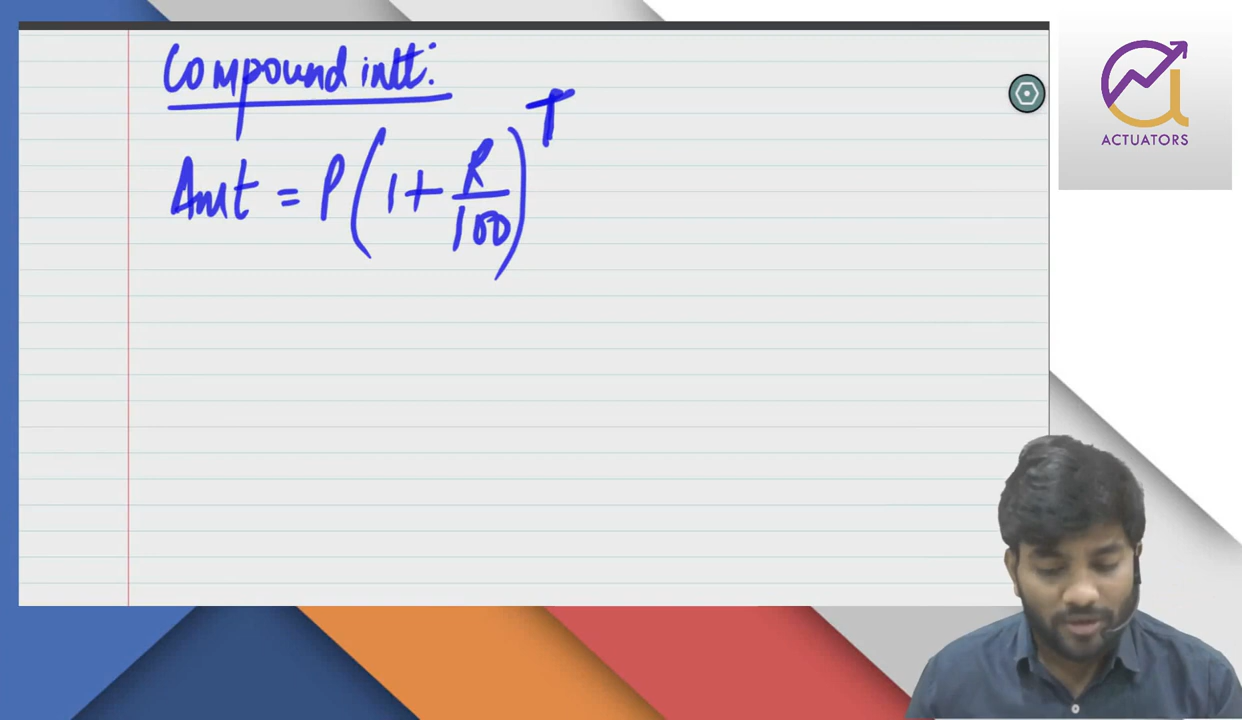 Compound intt:
Amt = P(1 + R/100)^T
ACTUATORS